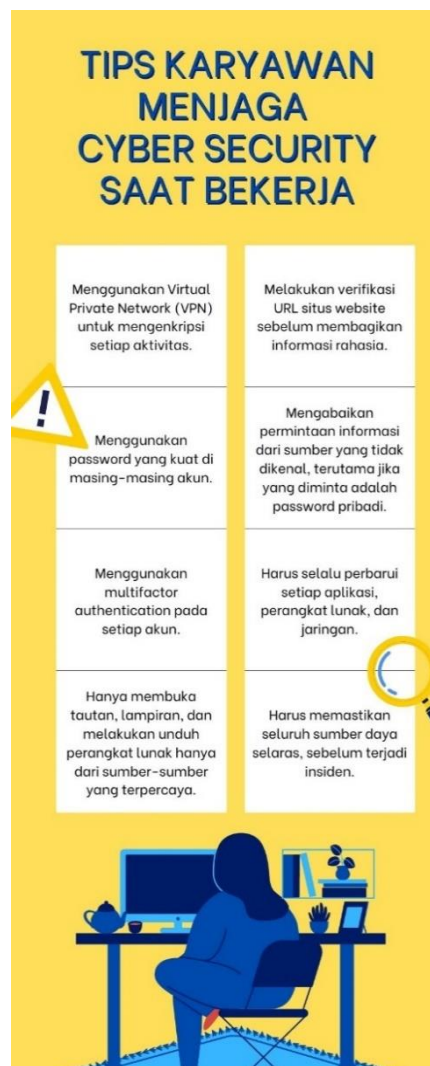 TIPS KARYAWAN
MENJAGA
CYBER SECURITY
SAAT BEKERJA
Menggunakan Virtual
Private Network (VPN)
untuk mengenkripsi
setiap aktivitas.
Melakukan verifikasi
URL situs website
sebelum membagikan
informasi rahasia.
!
Menggunakan
password yang kuat di
masing-masing akun.
Mengabaikan
permintaan informasi
dari sumber yang tidak
dikenal, terutama jika
yang diminta adalah
password pribadi.
Menggunakan
multifactor
authentication pada
setiap akun.
Harus selalu perbarui
setiap aplikasi,
perangkat lunak, dan
jaringan.
Hanya membuka
tautan, lampiran, dan
melakukan unduh
perangkat lunak hanya
dari sumber-sumber
yang terpercaya.
Harus memastikan
seluruh sumber daya
selaras, sebelum terjadi
insiden.